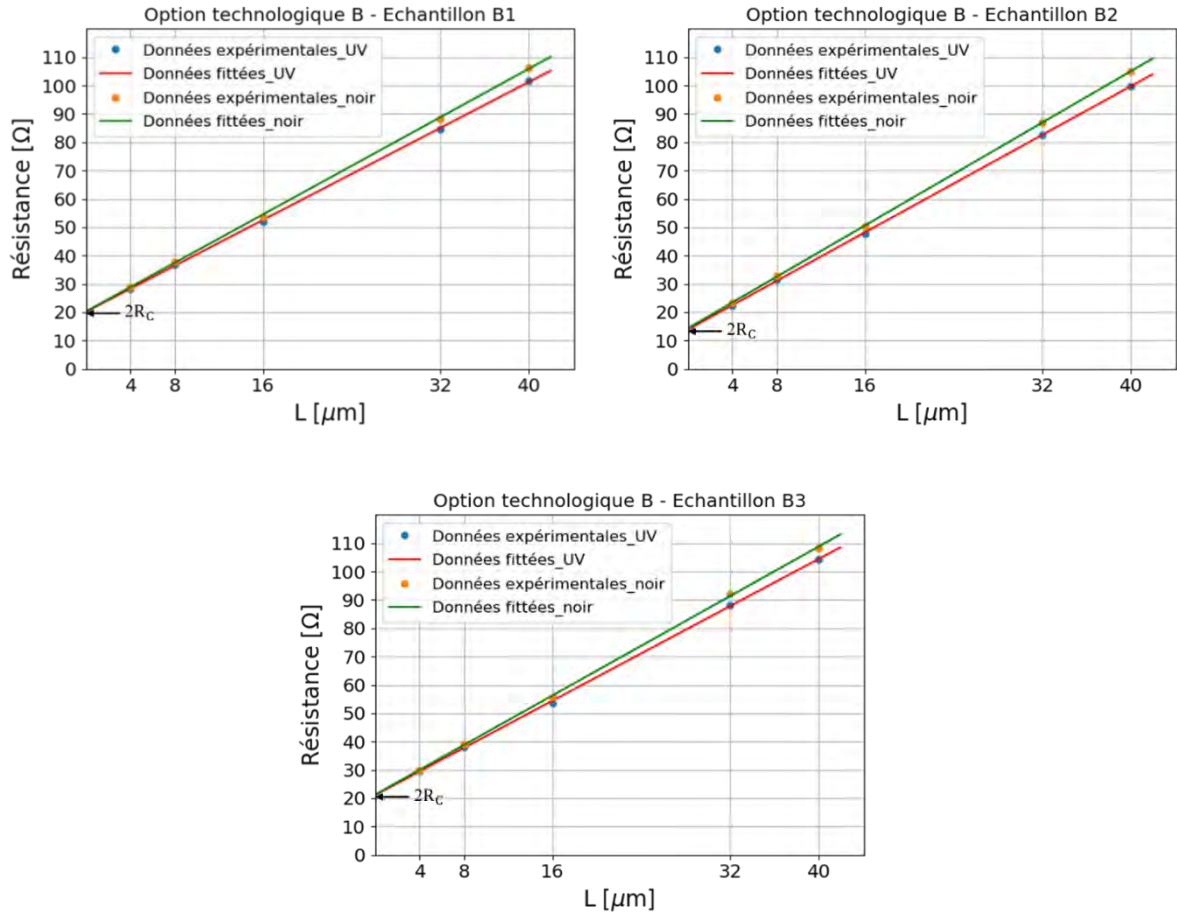 Option technologique B - Echantillon B1
Données expérimentales_UV
Données fittées_UV
Données expérimentales_noir
Données fittées_noir
Résistance [Ω]
110
100
90
80
70
60
50
40
30
20
10
0
2R_C
4 8 16 32 40
L [μm]
Option technologique B - Echantillon B2
Données expérimentales_UV
Données fittées_UV
Données expérimentales_noir
Données fittées_noir
Résistance [Ω]
110
100
90
80
70
60
50
40
30
20
10
0
2R_C
4 8 16 32 40
L [μm]
Option technologique B - Echantillon B3
Données expérimentales_UV
Données fittées_UV
Données expérimentales_noir
Données fittées_noir
Résistance [Ω]
110
100
90
80
70
60
50
40
30
20
10
0
2R_C
4 8 16 32 40
L [μm]